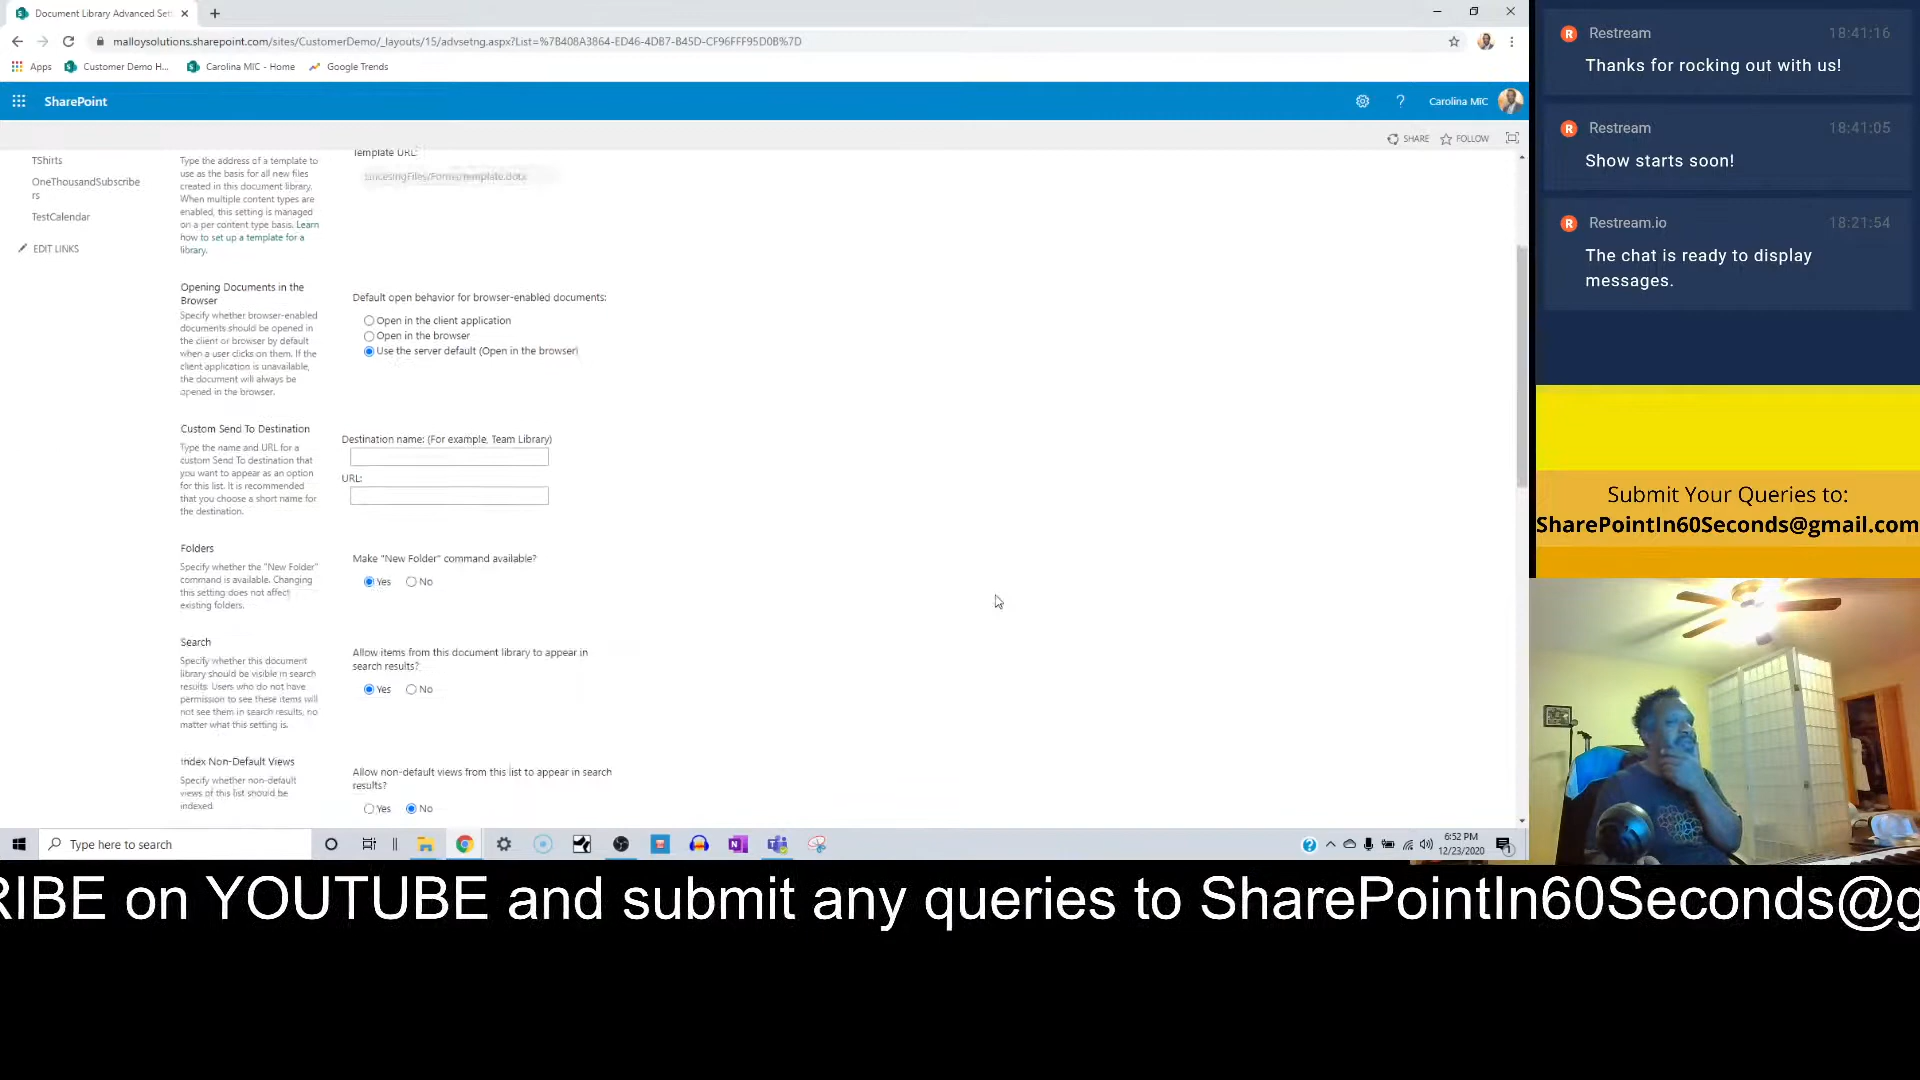 Document Library Advanced Set
malloysolutions.sharepoint.com/sites/CustomerDemo/_layouts/15/advsetng.aspx?List=%7B408A3864-ED46-4DB7-B45D-CF96FFF95D0B%7D
Apps
Customer Demo H...
Carolina MIC - Home
Google Trends
SharePoint
?
Carolina MIC
SHARE
FOLLOW
TShirts
OneThousandSubscribe
rs
TestCalendar
EDIT LINKS
Type the address of a template to
use as the basis for all new files
created in this document library.
When multiple content types are
enabled, this setting is managed
on a per content type basis. Learn
how to set up a template for a
library.
Template URL:
Opening Documents in the
Browser
Specify whether browser-enabled
documents should be opened in
the client or browser by default
when a user clicks on them. If the
client application is unavailable,
the document will always be
opened in the browser.
Default open behavior for browser-enabled documents:
Open in the client application
Open in the browser
Use the server default (Open in the browser)
Custom Send To Destination
Type the name and URL for a
custom Send To destination that
you want to appear as an option
for this list. It is recommended
that you choose a short name for
the destination.
Destination name: (For example, Team Library)
URL:
Folders
Specify whether the "New Folder"
command is available. Changing
this setting does not affect
existing folders.
Make "New Folder" command available?
Yes
No
Search
Specify whether this document
library should be visible in search
results. Users who do not have
permission to see these items will
not see them in search results, no
matter what this setting is.
Allow items from this document library to appear in
search results?
Yes
No
Index Non-Default Views
Specify whether non-default
views of this list should be
indexed.
Allow non-default views from this list to appear in search
results?
Yes
No
Type here to search
6:52 PM
12/23/2020
Restream
18:41:16
Thanks for rocking out with us!
Restream
18:41:05
Show starts soon!
Restream.io
18:21:54
The chat is ready to display
messages.
Submit Your Queries to:
SharePointIn60Seconds@gmail.com
RIBE on YOUTUBE and submit any queries to SharePointIn60Seconds@g